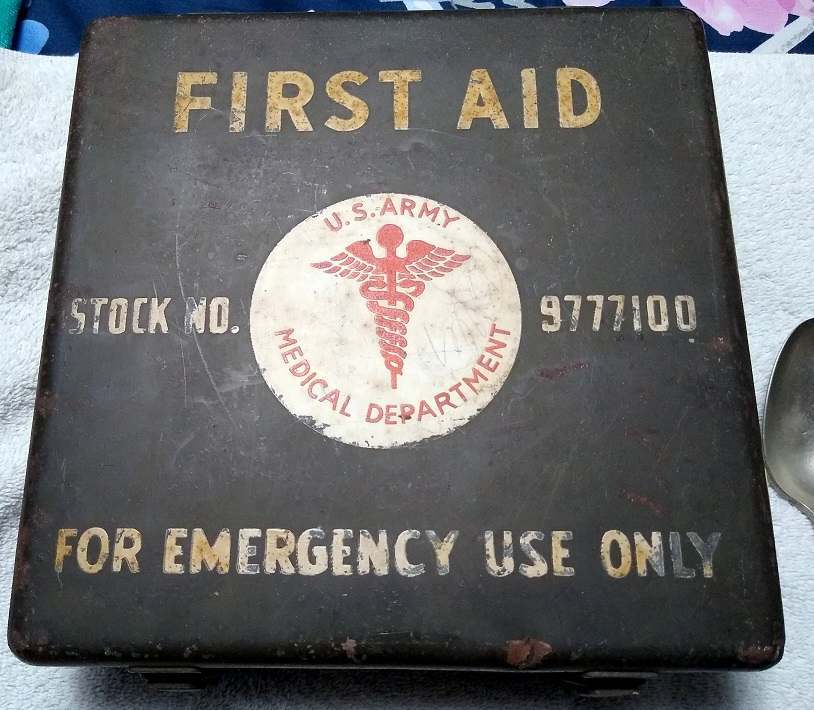 FIRST AID
U.S. ARMY
STOCK NO. 9777100
MEDICAL DEPARTMENT
FOR EMERGENCY USE ONLY